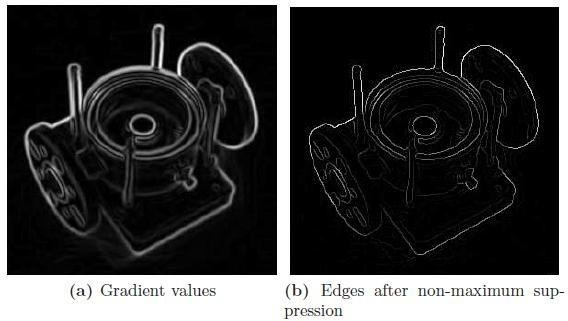 (a) Gradient values
(b) Edges after non-maximum sup-
pression